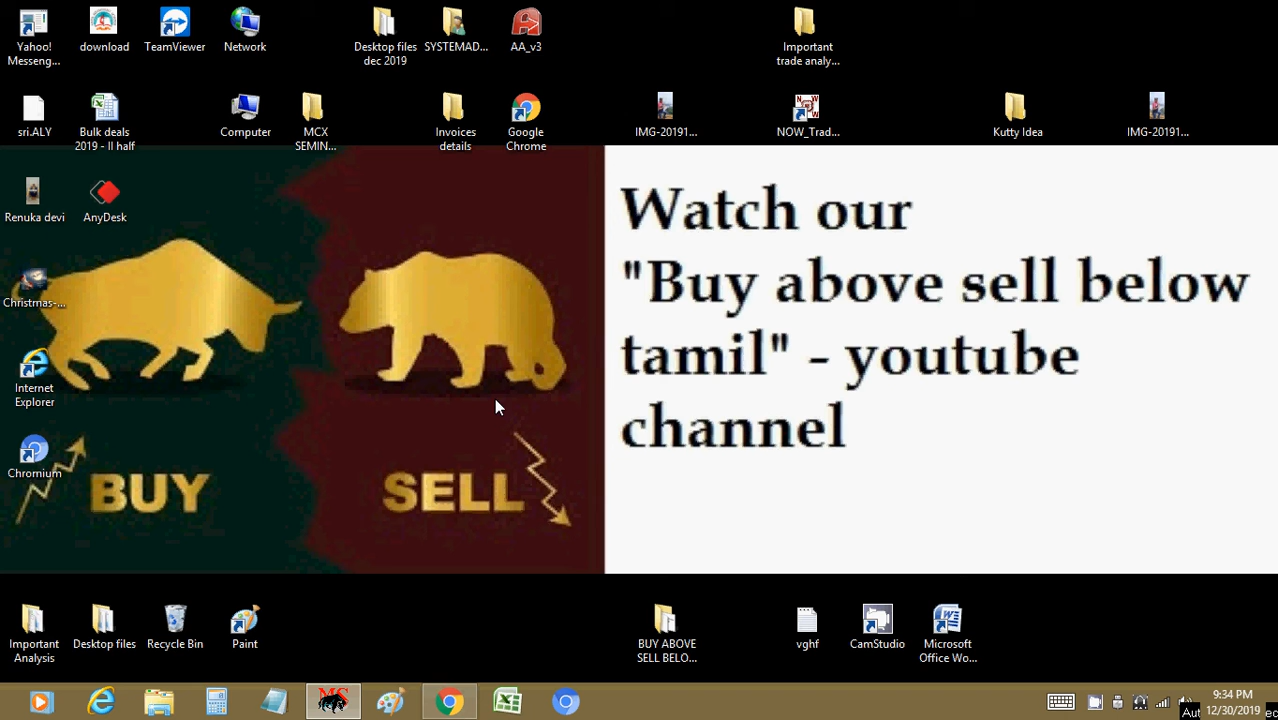 Yahoo!
Messeng...
download
TeamViewer
Network
Desktop files
dec 2019
SYSTEMAD...
AA_v3
Important
trade analy...
sri.ALY
Bulk deals
2019 - II half
Computer
MCX
SEMIN...
Invoices
details
Google
Chrome
IMG-20191...
NOW_Trad...
Kutty Idea
IMG-20191...
Renuka devi
AnyDesk
Christmas-...
Internet
Explorer
Chromium
BUY
SELL
Watch our
"Buy above sell below
tamil" - youtube
channel
Important
Analysis
Desktop files
Recycle Bin
Paint
BUY ABOVE
SELL BELO...
vghf
CamStudio
Microsoft
Office Wo...
MS
9:34 PM
12/30/2019